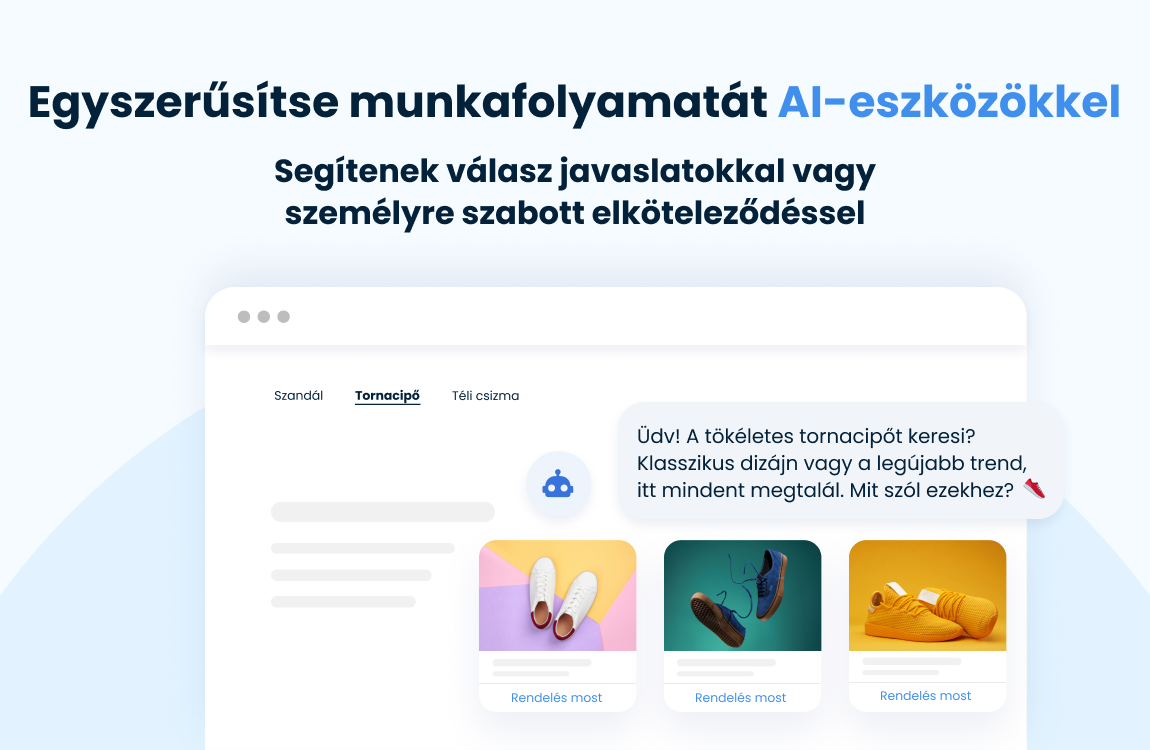 Egyszerűsítse munkafolyamatát AI-eszközökkel
Segítenek válasz javaslatokkal vagy
személyre szabott elköteleződéssel
Szandál Tornacipő Téli csizma
Üdv! A tökéletes tornacipőt keresi?
Klasszikus dizájn vagy a legújabb trend,
itt mindent megtalál. Mit szól ezekhez? 👟
Rendelés most Rendelés most Rendelés most